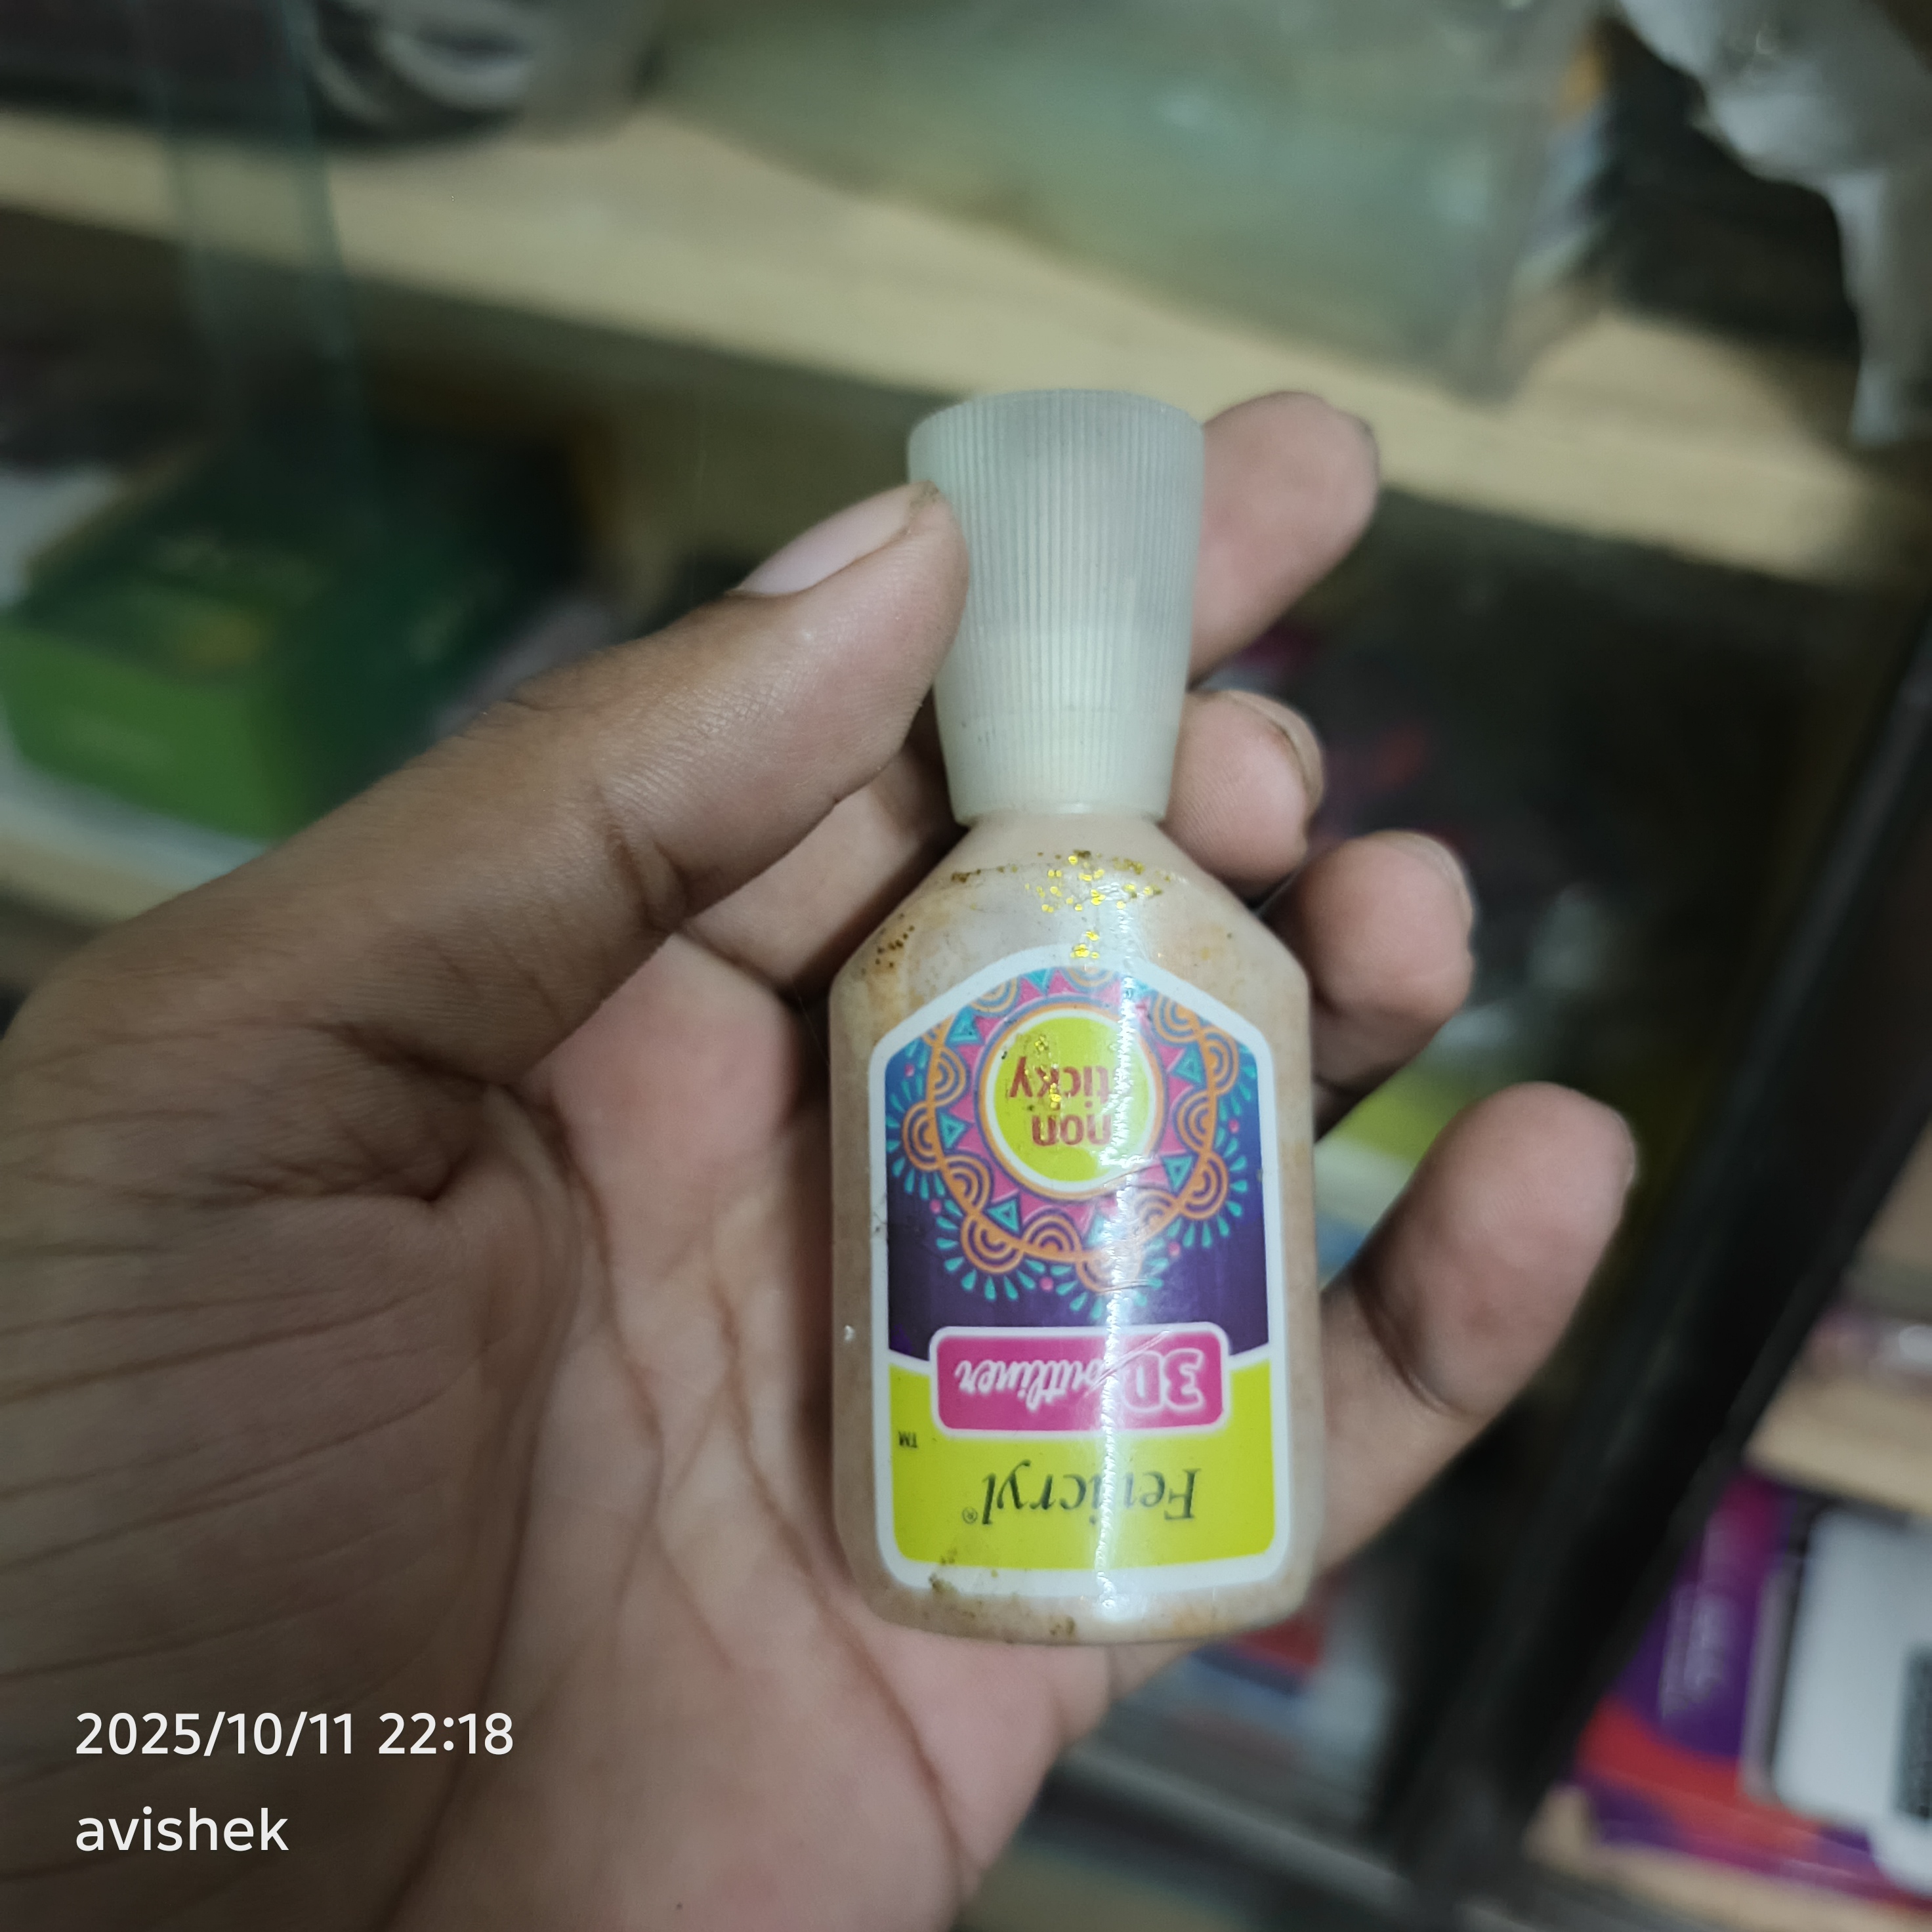 Fevicryl®
TM
3D outliner
non
sticky
2025/10/11 22:18
avishek